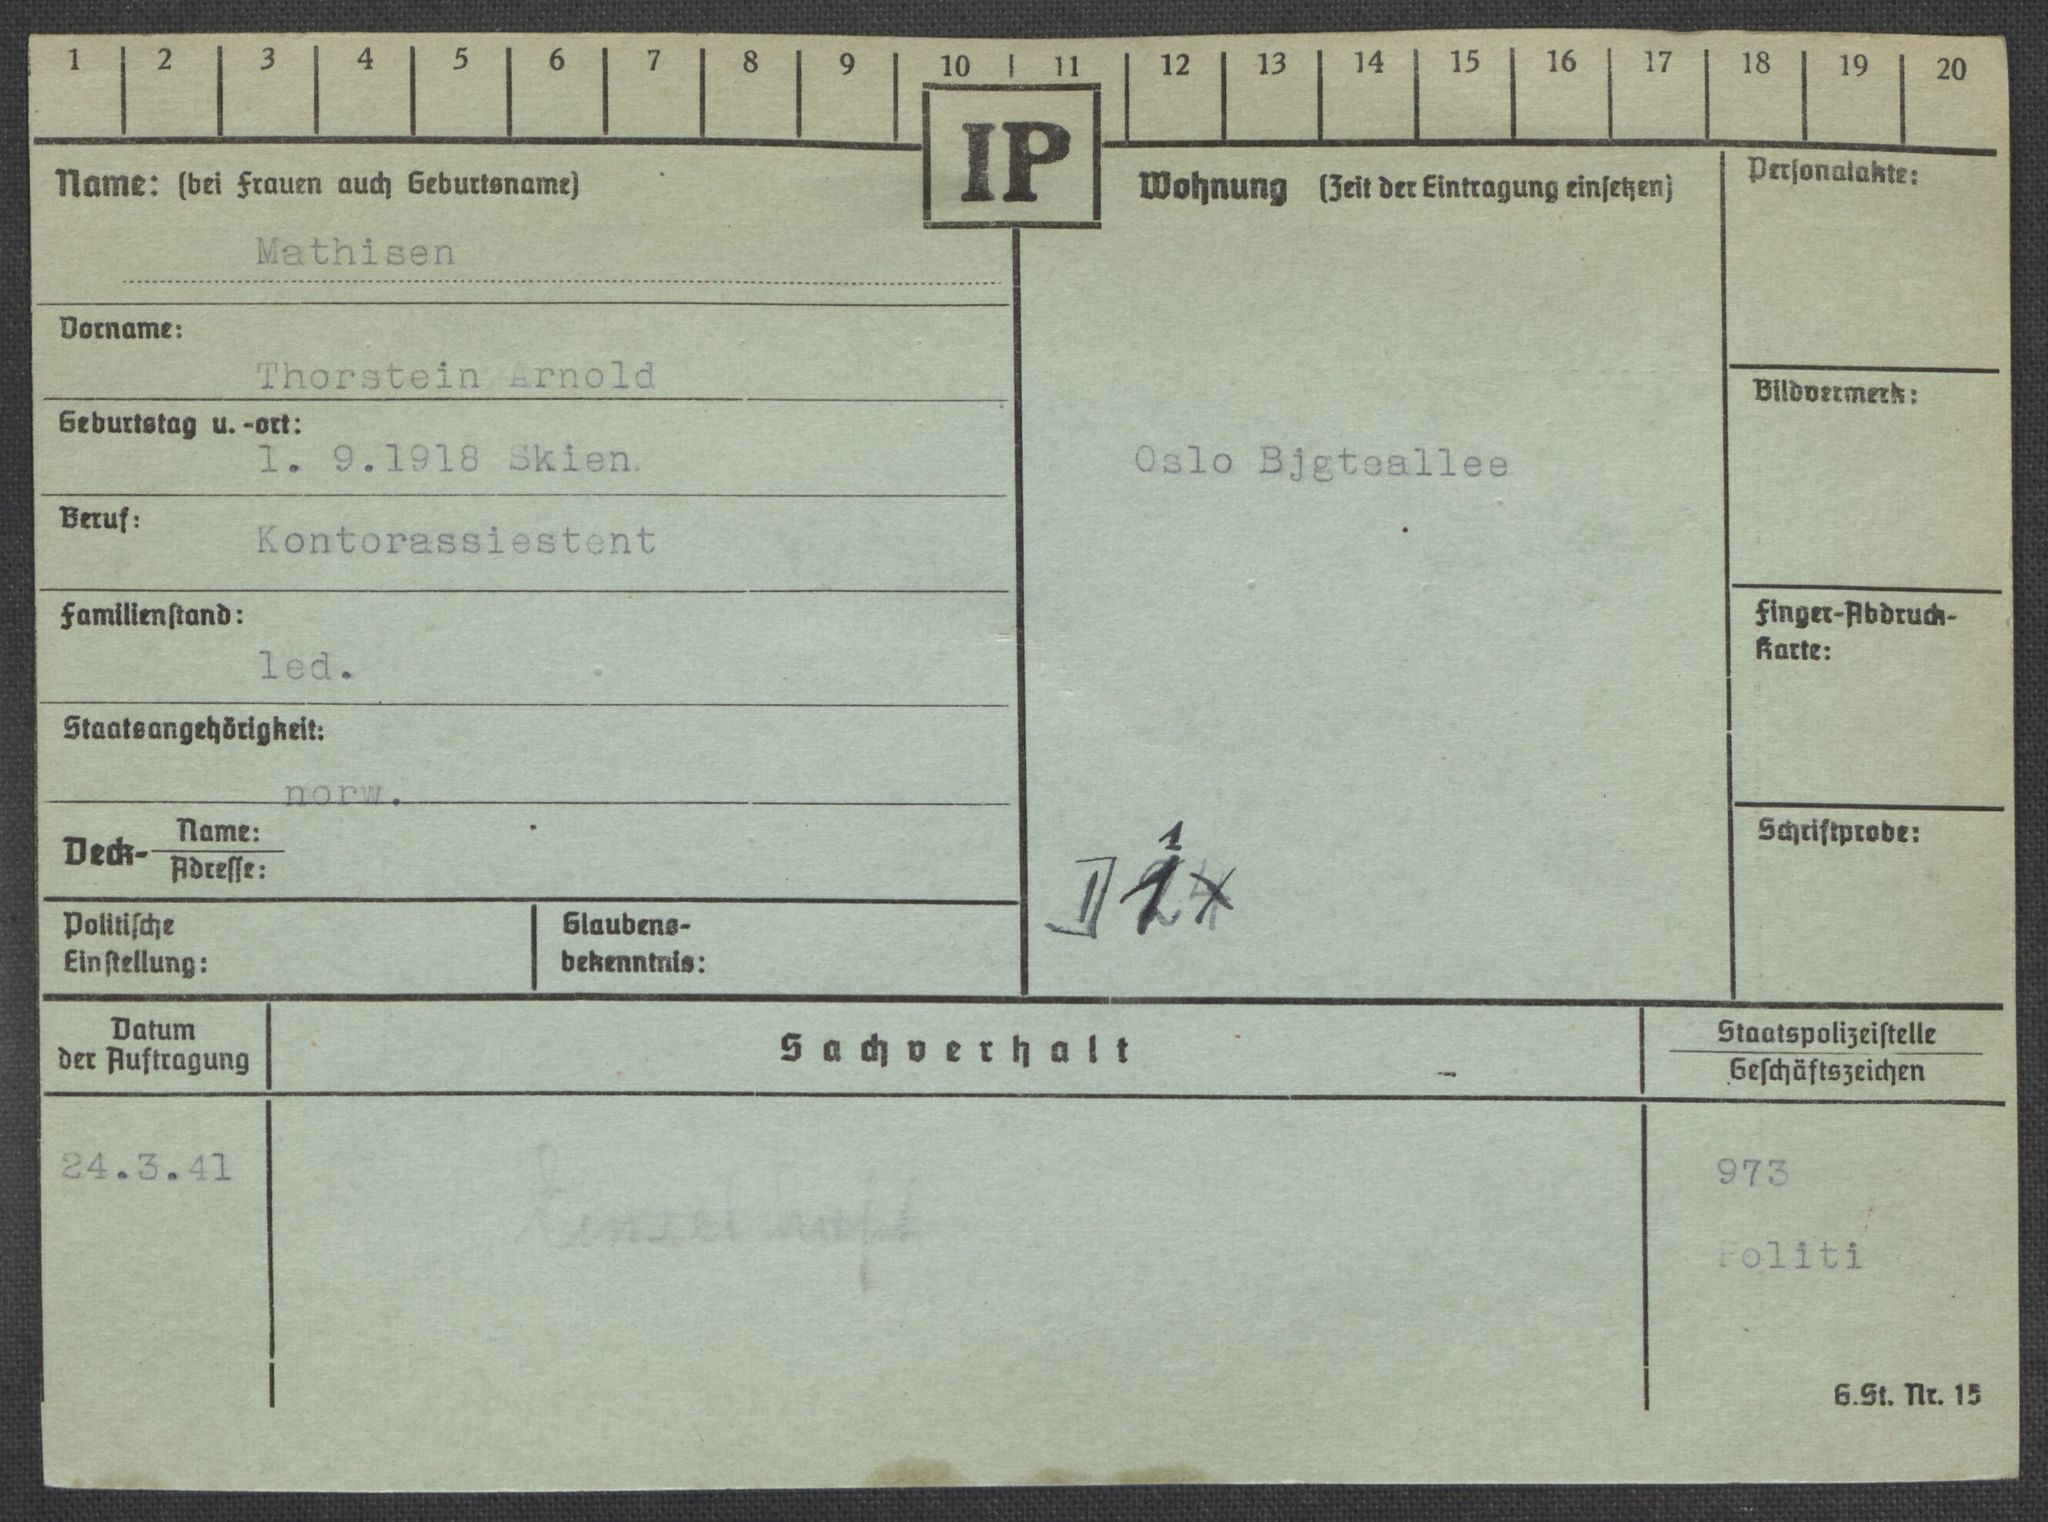 1 2 3 4 5 6 7 8 9 10 11 12 13 14 15 16 17 18 19 20
IP
Name: (bei Frauen auch Geburtsname)
Mathisen
Vorname:
Thorstein Arnold
Geburtstag u. -ort:
1. 9.1918 Skien
Beruf:
Kontorassiestent
Familienstand:
led.
Staatsangehörigkeit:
norw.
Deck- Name:
Adresse:
Politische
Einstellung:
Glaubens-
bekenntnis:
Wohnung (Zeit der Eintragung einsetzen)
Oslo Bjgteallee
Personalakte:
Bildvermerk:
Finger-Abdruck-
Karte:
Schriftprobe:
Datum
der Auftragung
Sachverhalt
Staatspolizeistelle
Geschäftszeichen
24.3.41
973
Politi
G.St. Nr. 15